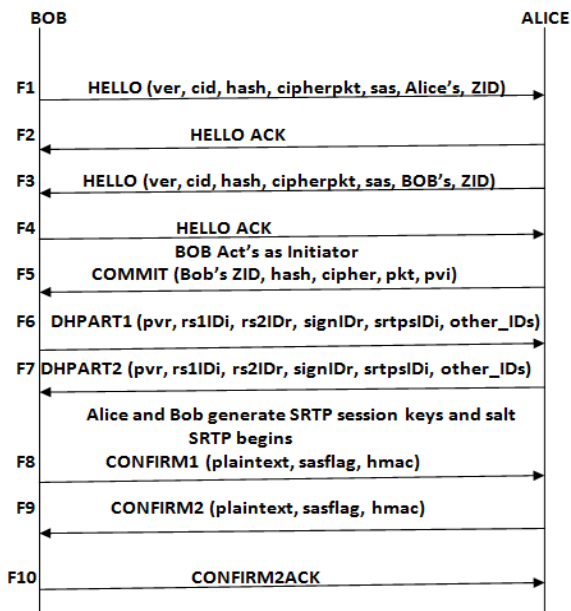 BOB ALICE
F1 HELLO (ver, cid, hash, cipherpkt, sas, Alice's, ZID)
F2 HELLO ACK
F3 HELLO (ver, cid, hash, cipherpkt, sas, BOB's, ZID)
F4 HELLO ACK
BOB Act's as Initiator
F5 COMMIT (Bob's ZID, hash, cipher, pkt, pvi)
F6 DHPART1 (pvr, rs1IDi, rs2IDr, signIDr, srtpsIDi, other_IDs)
F7 DHPART2 (pvr, rs1IDi, rs2IDr, signIDr, srtpsIDi, other_IDs)
Alice and Bob generate SRTP session keys and salt
SRTP begins
F8 CONFIRM1 (plaintext, sasflag, hmac)
F9 CONFIRM2 (plaintext, sasflag, hmac)
F10 CONFIRM2ACK